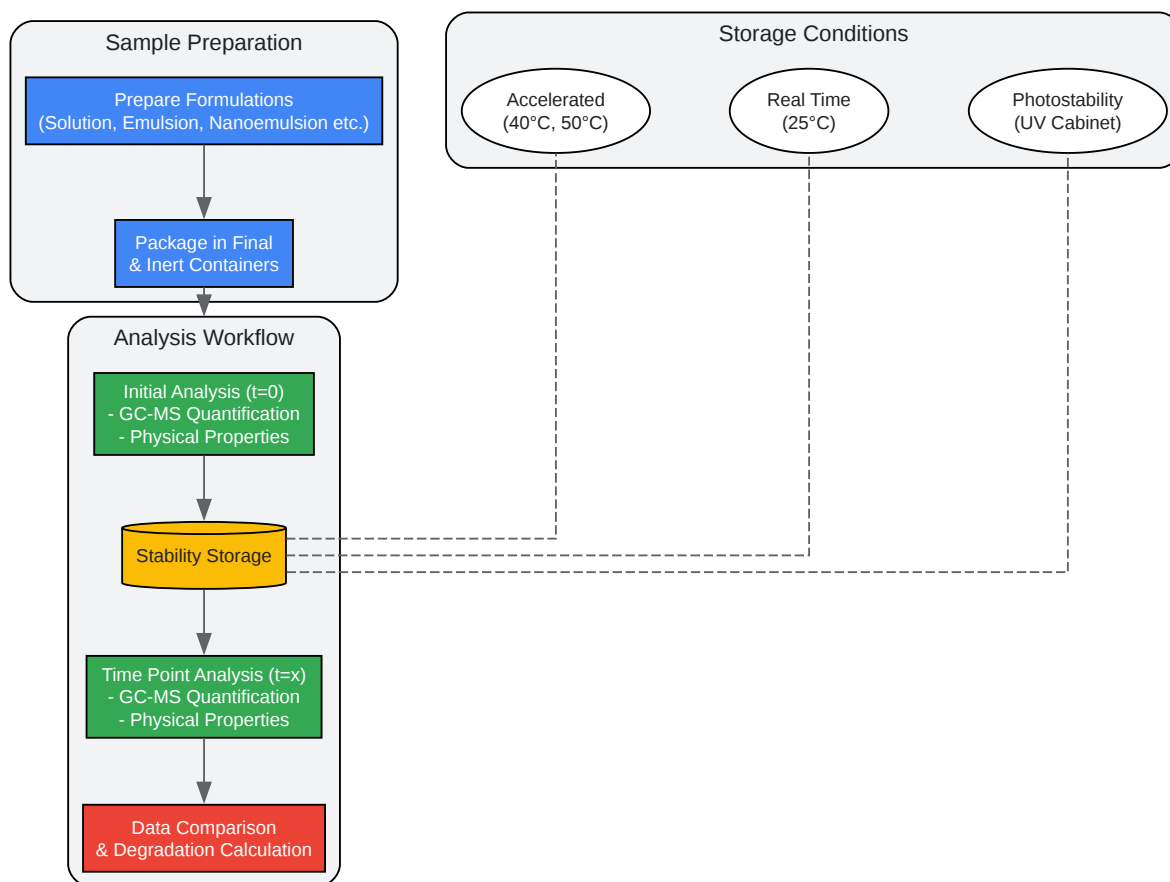 Sample Preparation
Prepare Formulations
(Solution, Emulsion, Nanoemulsion etc.)
Package in Final
& Inert Containers
Storage Conditions
Accelerated
(40°C, 50°C)
Real Time
(25°C)
Photostability
(UV Cabinet)
Analysis Workflow
Initial Analysis (t=0)
- GC-MS Quantification
- Physical Properties
Stability Storage
Time Point Analysis (t=x)
- GC-MS Quantification
- Physical Properties
Data Comparison
& Degradation Calculation